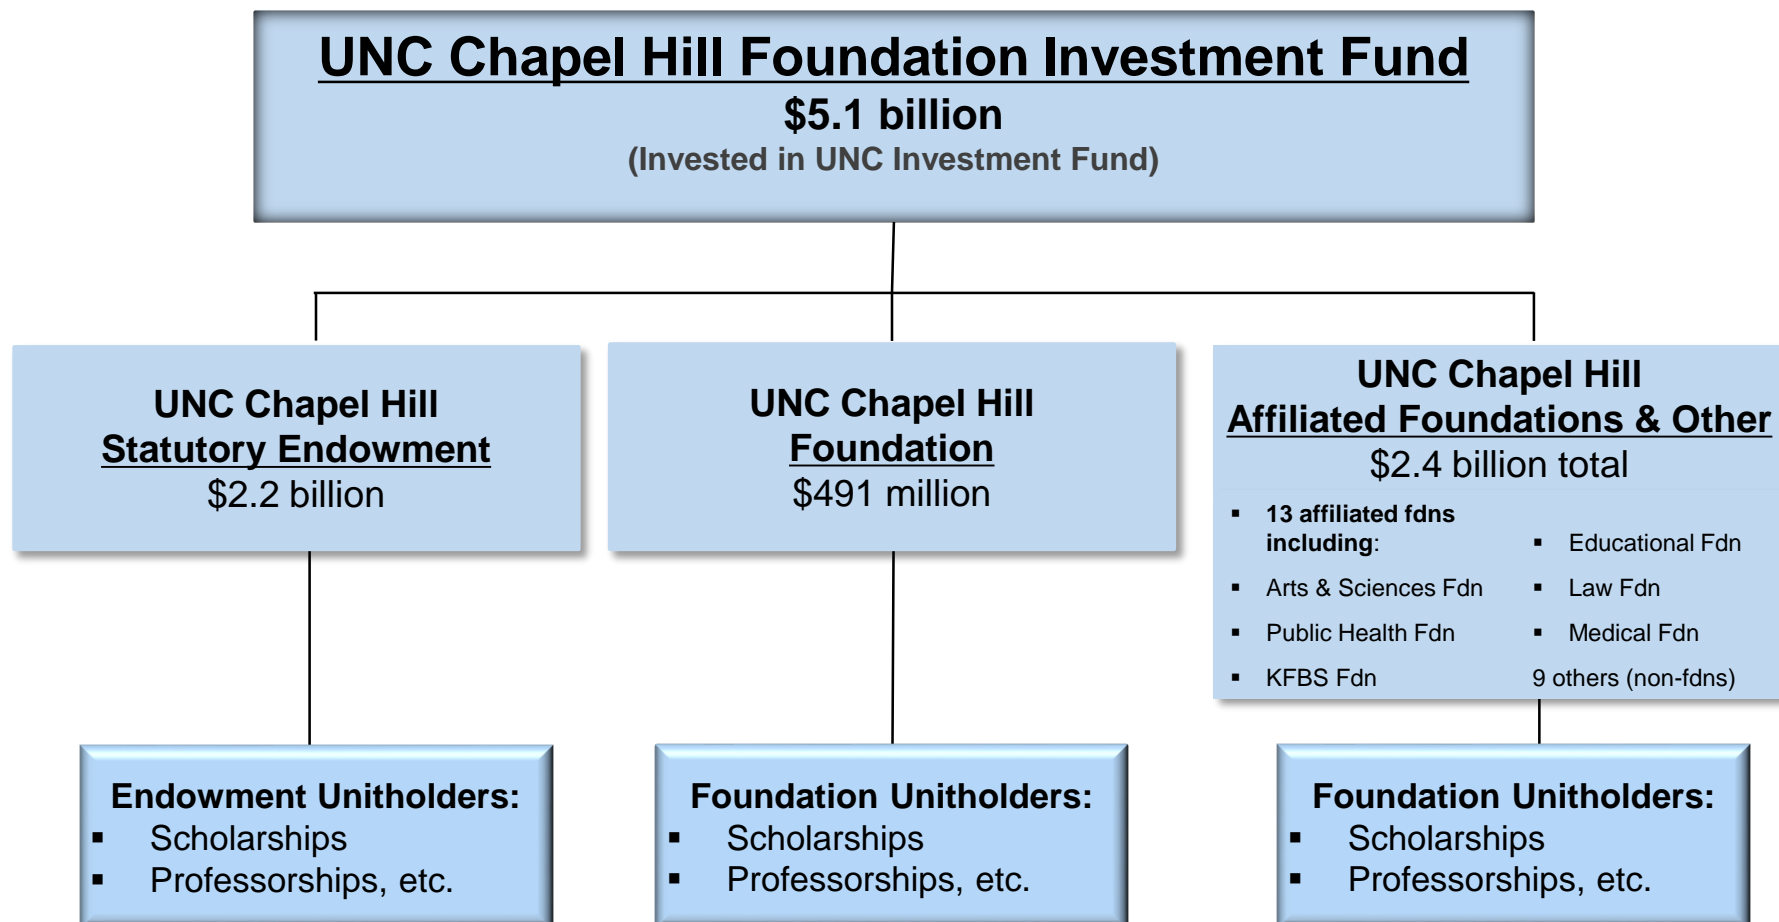 UNC Chapel Hill Foundation Investment Fund
$5.1 billion
(Invested in UNC Investment Fund)
UNC Chapel Hill
Statutory Endowment
$2.2 billion
UNC Chapel Hill
Foundation
$491 million
UNC Chapel Hill
Affiliated Foundations & Other
$2.4 billion total
▪ 13 affiliated fdns
including:
▪ Arts & Sciences Fdn
▪ Public Health Fdn
▪ KFBS Fdn
▪ Educational Fdn
▪ Law Fdn
▪ Medical Fdn
9 others (non-fdns)
Endowment Unitholders:
▪ Scholarships
▪ Professorships, etc.
Foundation Unitholders:
▪ Scholarships
▪ Professorships, etc.
Foundation Unitholders:
▪ Scholarships
▪ Professorships, etc.